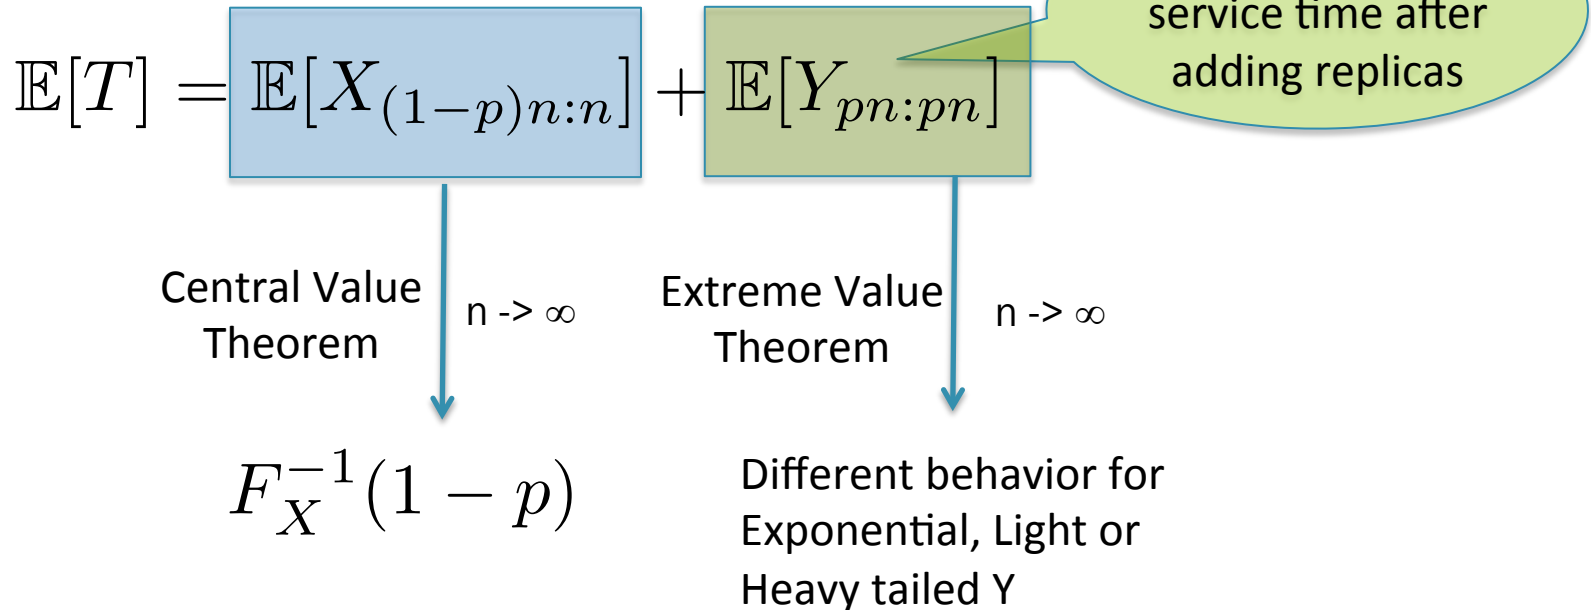 service time after
adding replicas
𝔼[T] = 𝔼[X_{(1−p)n:n}] + 𝔼[Y_{pn:pn}]
Central Value
Theorem
n -> ∞
Extreme Value
Theorem
n -> ∞
F_X^{−1}(1 − p)
Different behavior for
Exponential, Light or
Heavy tailed Y